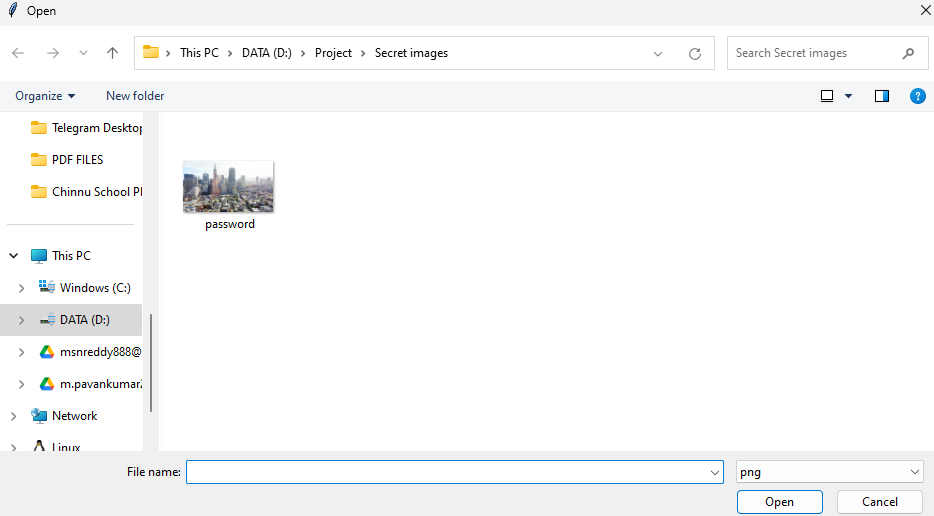 Open
This PC > DATA (D:) > Project > Secret images
Search Secret images
Organize
New folder
?
Telegram Desktop
PDF FILES
Chinnu School Pl
This PC
Windows (C:)
DATA (D:)
msnreddy888@
m.pavankumar
Network
Linux
password
File name:
png
Open
Cancel